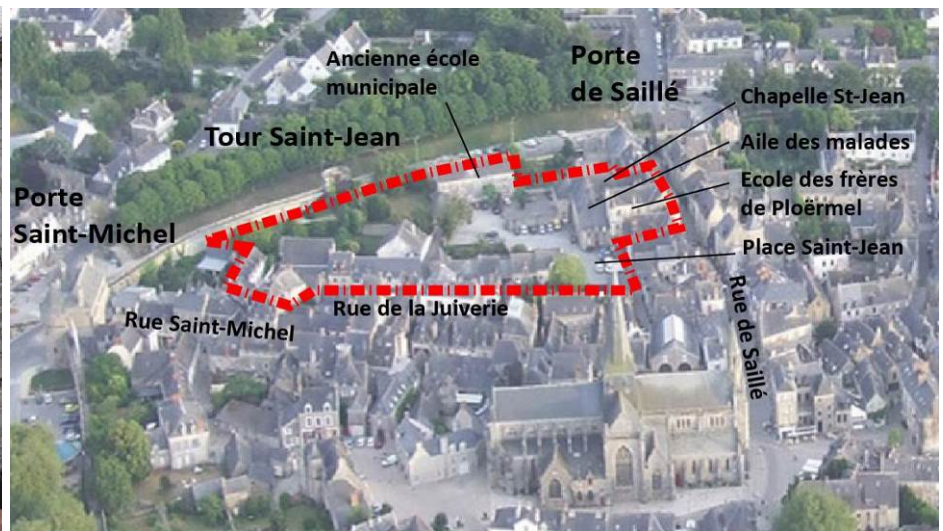 Ancienne école
municipale
Porte
de Saillé
Chapelle St-Jean
Tour Saint-Jean
Aile des malades
Porte
Saint-Michel
Ecole des frères
de Ploërmel
Place Saint-Jean
Rue Saint-Michel
Rue de la Juiverie
Rue de Saillé